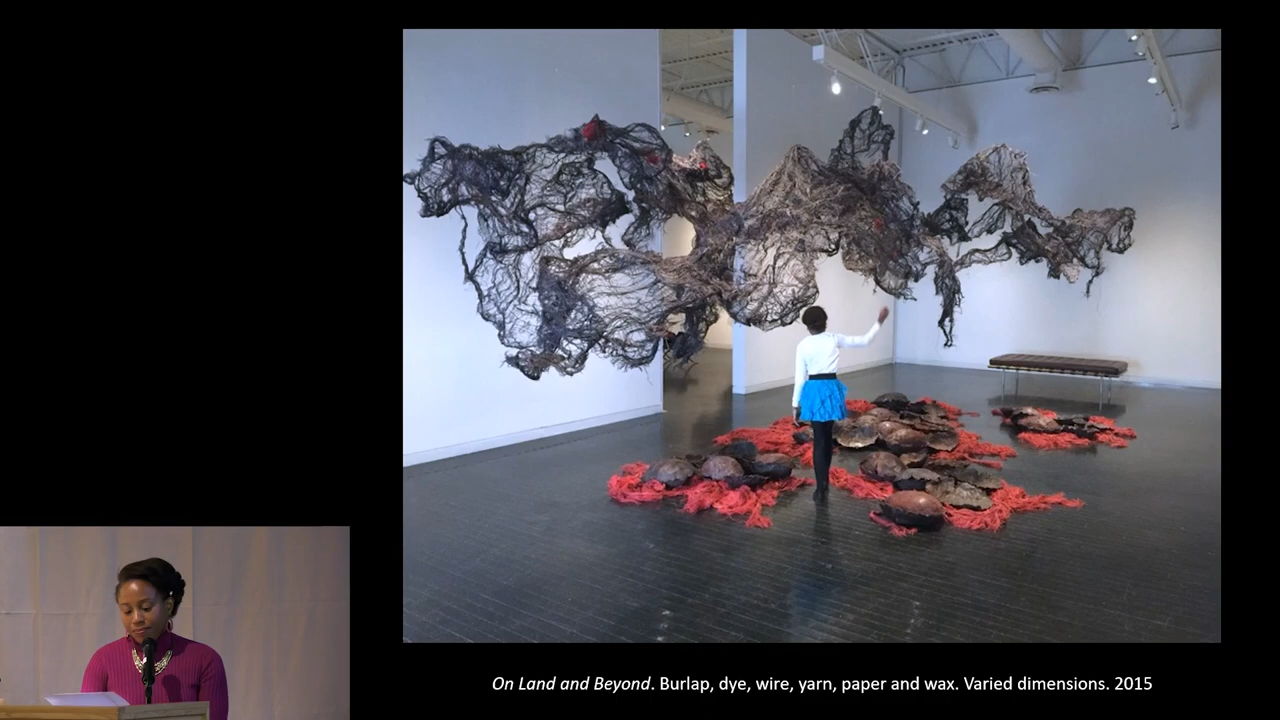 On Land and Beyond. Burlap, dye, wire, yarn, paper and wax. Varied dimensions. 2015